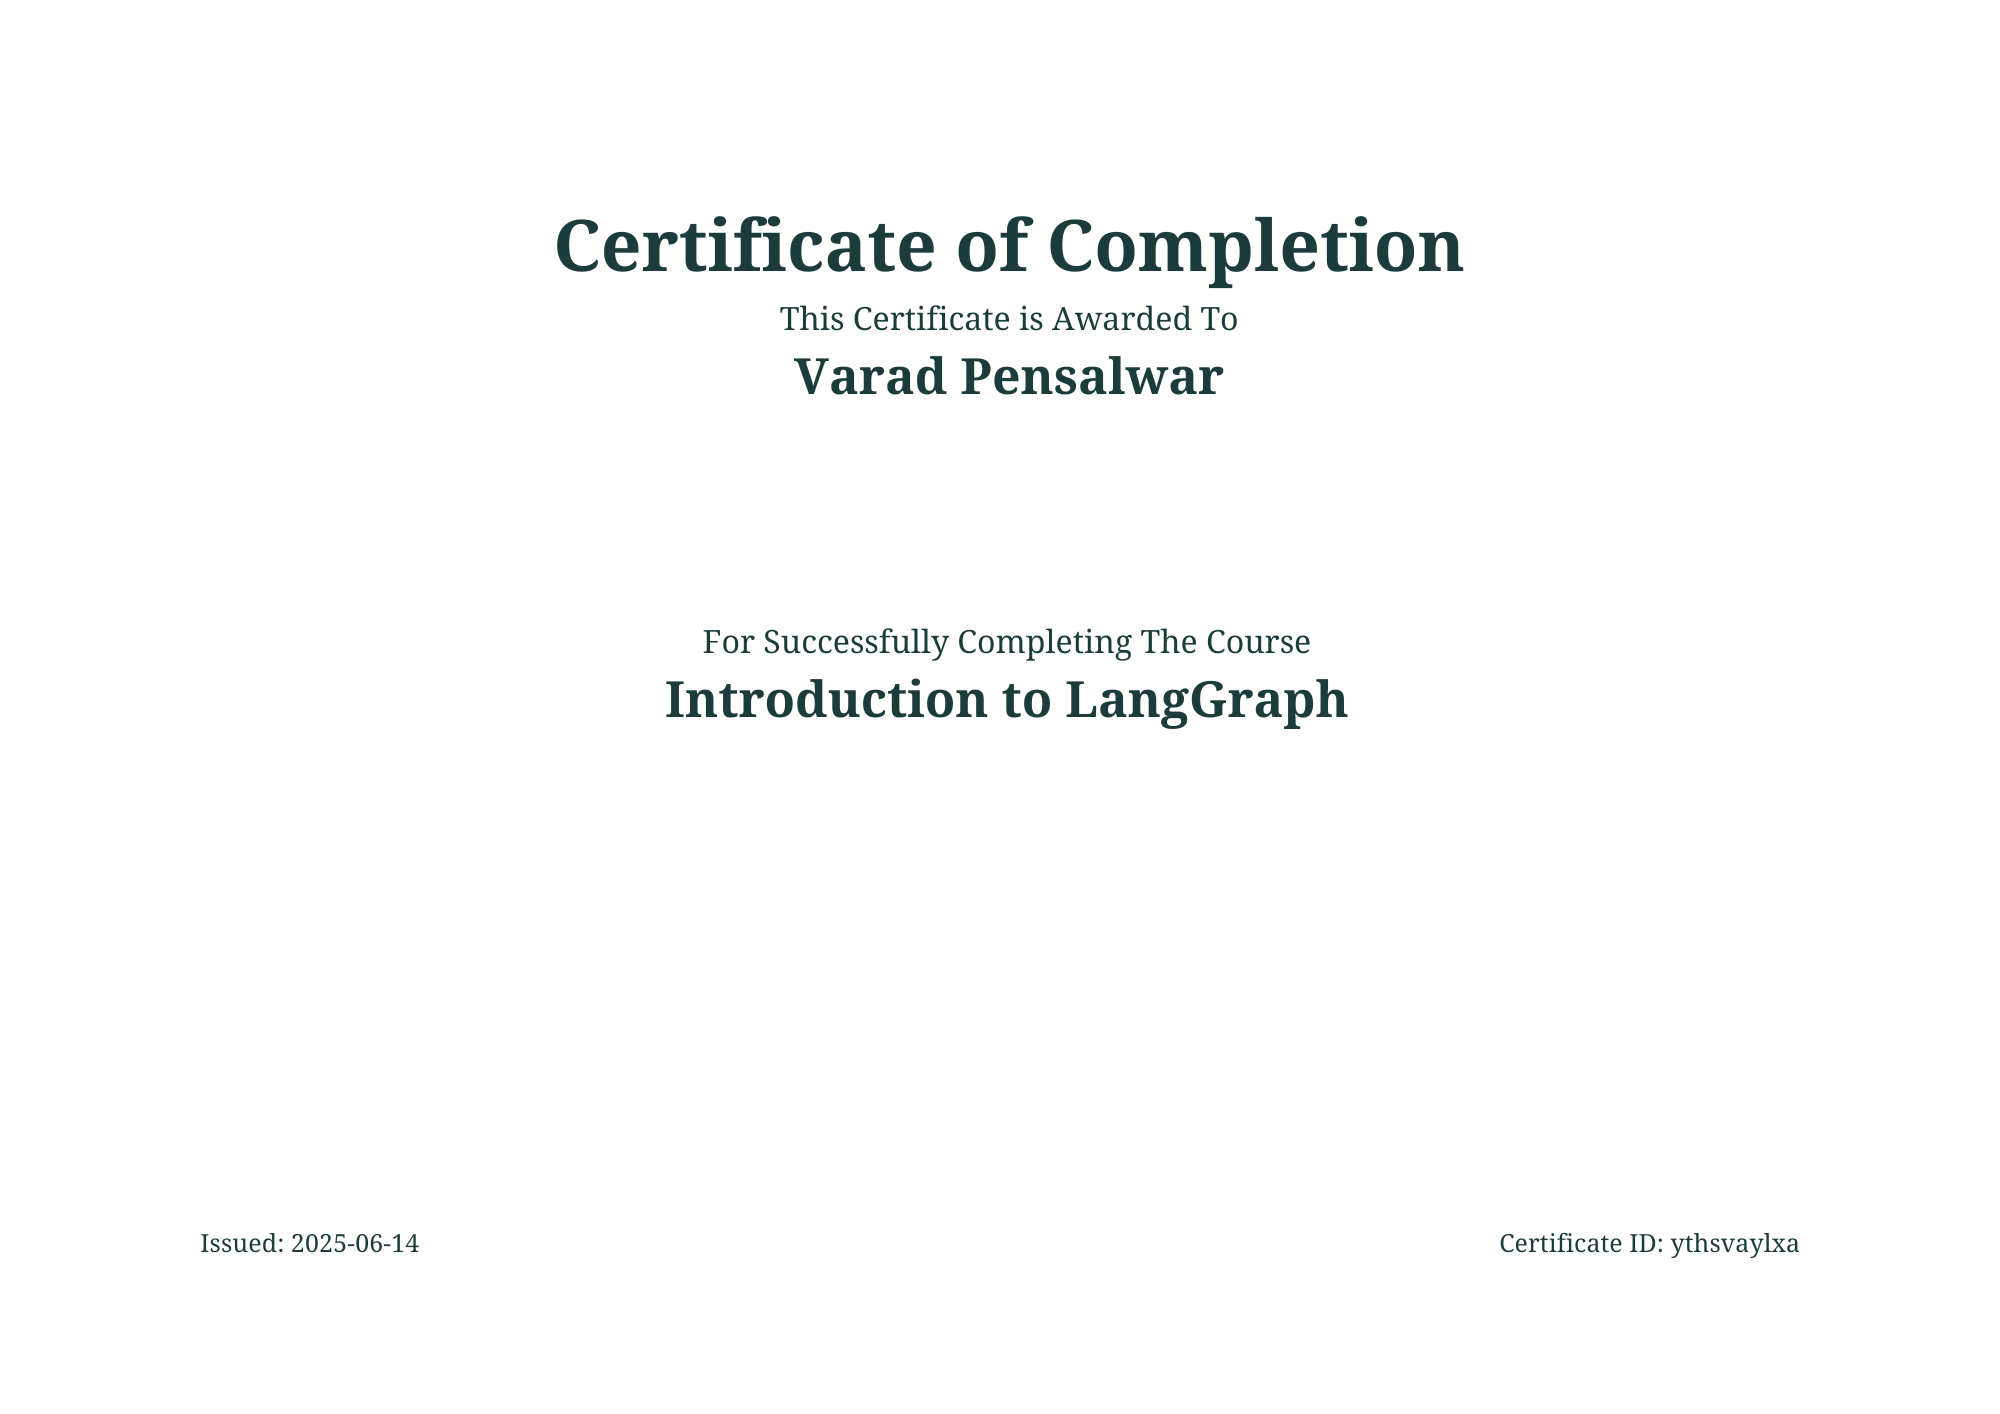 Certificate of Completion
This Certificate is Awarded To
Varad Pensalwar
For Successfully Completing The Course
Introduction to LangGraph
Issued: 2025-06-14
Certificate ID: ythsvaylxa